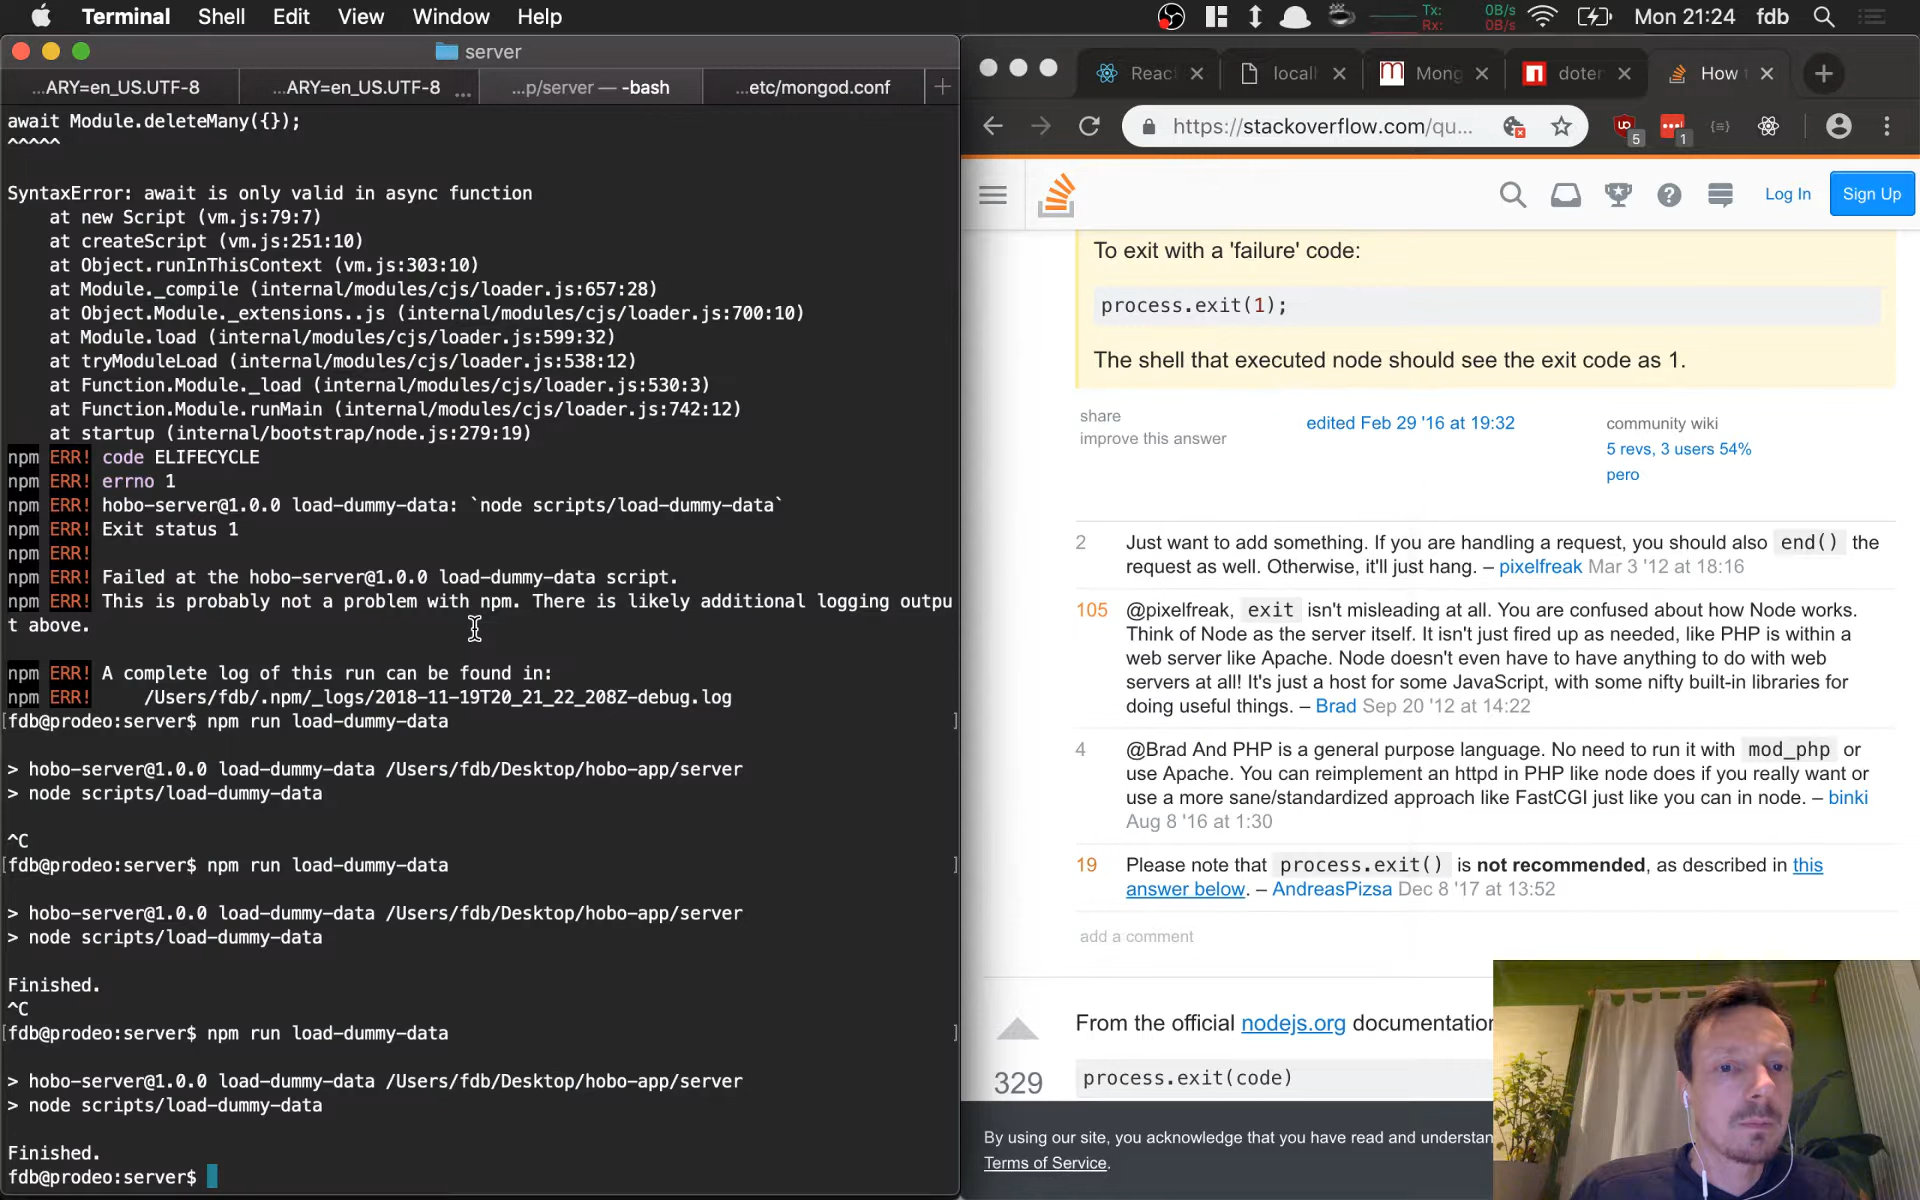 Terminal Shell Edit View Window Help
Tx: 0B/s
Rx: 0B/s
Mon 21:24 fdb
server
...ARY=en_US.UTF-8 ...ARY=en_US.UTF-8 ... ...p/server — -bash ...etc/mongod.conf
await Module.deleteMany({});
^^^^^
SyntaxError: await is only valid in async function
at new Script (vm.js:79:7)
at createScript (vm.js:251:10)
at Object.runInThisContext (vm.js:303:10)
at Module._compile (internal/modules/cjs/loader.js:657:28)
at Object.Module._extensions..js (internal/modules/cjs/loader.js:700:10)
at Module.load (internal/modules/cjs/loader.js:599:32)
at tryModuleLoad (internal/modules/cjs/loader.js:538:12)
at Function.Module._load (internal/modules/cjs/loader.js:530:3)
at Function.Module.runMain (internal/modules/cjs/loader.js:742:12)
at startup (internal/bootstrap/node.js:279:19)
npm ERR! code ELIFECYCLE
npm ERR! errno 1
npm ERR! hobo-server@1.0.0 load-dummy-data: `node scripts/load-dummy-data`
npm ERR! Exit status 1
npm ERR!
npm ERR! Failed at the hobo-server@1.0.0 load-dummy-data script.
npm ERR! This is probably not a problem with npm. There is likely additional logging outpu
t above.
npm ERR! A complete log of this run can be found in:
npm ERR!     /Users/fdb/.npm/_logs/2018-11-19T20_21_22_208Z-debug.log
[fdb@prodeo:server$ npm run load-dummy-data ]
> hobo-server@1.0.0 load-dummy-data /Users/fdb/Desktop/hobo-app/server
> node scripts/load-dummy-data
^C
[fdb@prodeo:server$ npm run load-dummy-data ]
> hobo-server@1.0.0 load-dummy-data /Users/fdb/Desktop/hobo-app/server
> node scripts/load-dummy-data
Finished.
^C
[fdb@prodeo:server$ npm run load-dummy-data ]
> hobo-server@1.0.0 load-dummy-data /Users/fdb/Desktop/hobo-app/server
> node scripts/load-dummy-data
Finished.
fdb@prodeo:server$
React locall Mong doten How
https://stackoverflow.com/qu...
5 1
Log In Sign Up
To exit with a 'failure' code:
process.exit(1);
The shell that executed node should see the exit code as 1.
share
improve this answer
edited Feb 29 '16 at 19:32
community wiki
5 revs, 3 users 54%
pero
2 Just want to add something. If you are handling a request, you should also end() the
request as well. Otherwise, it'll just hang. – pixelfreak Mar 3 '12 at 18:16
105 @pixelfreak, exit isn't misleading at all. You are confused about how Node works.
Think of Node as the server itself. It isn't just fired up as needed, like PHP is within a
web server like Apache. Node doesn't even have to have anything to do with web
servers at all! It's just a host for some JavaScript, with some nifty built-in libraries for
doing useful things. – Brad Sep 20 '12 at 14:22
4 @Brad And PHP is a general purpose language. No need to run it with mod_php or
use Apache. You can reimplement an httpd in PHP like node does if you really want or
use a more sane/standardized approach like FastCGI just like you can in node. – binki
Aug 8 '16 at 1:30
19 Please note that process.exit() is not recommended, as described in this
answer below. – AndreasPizsa Dec 8 '17 at 13:52
add a comment
From the official nodejs.org documentation
329
process.exit(code)
By using our site, you acknowledge that you have read and understan
Terms of Service.